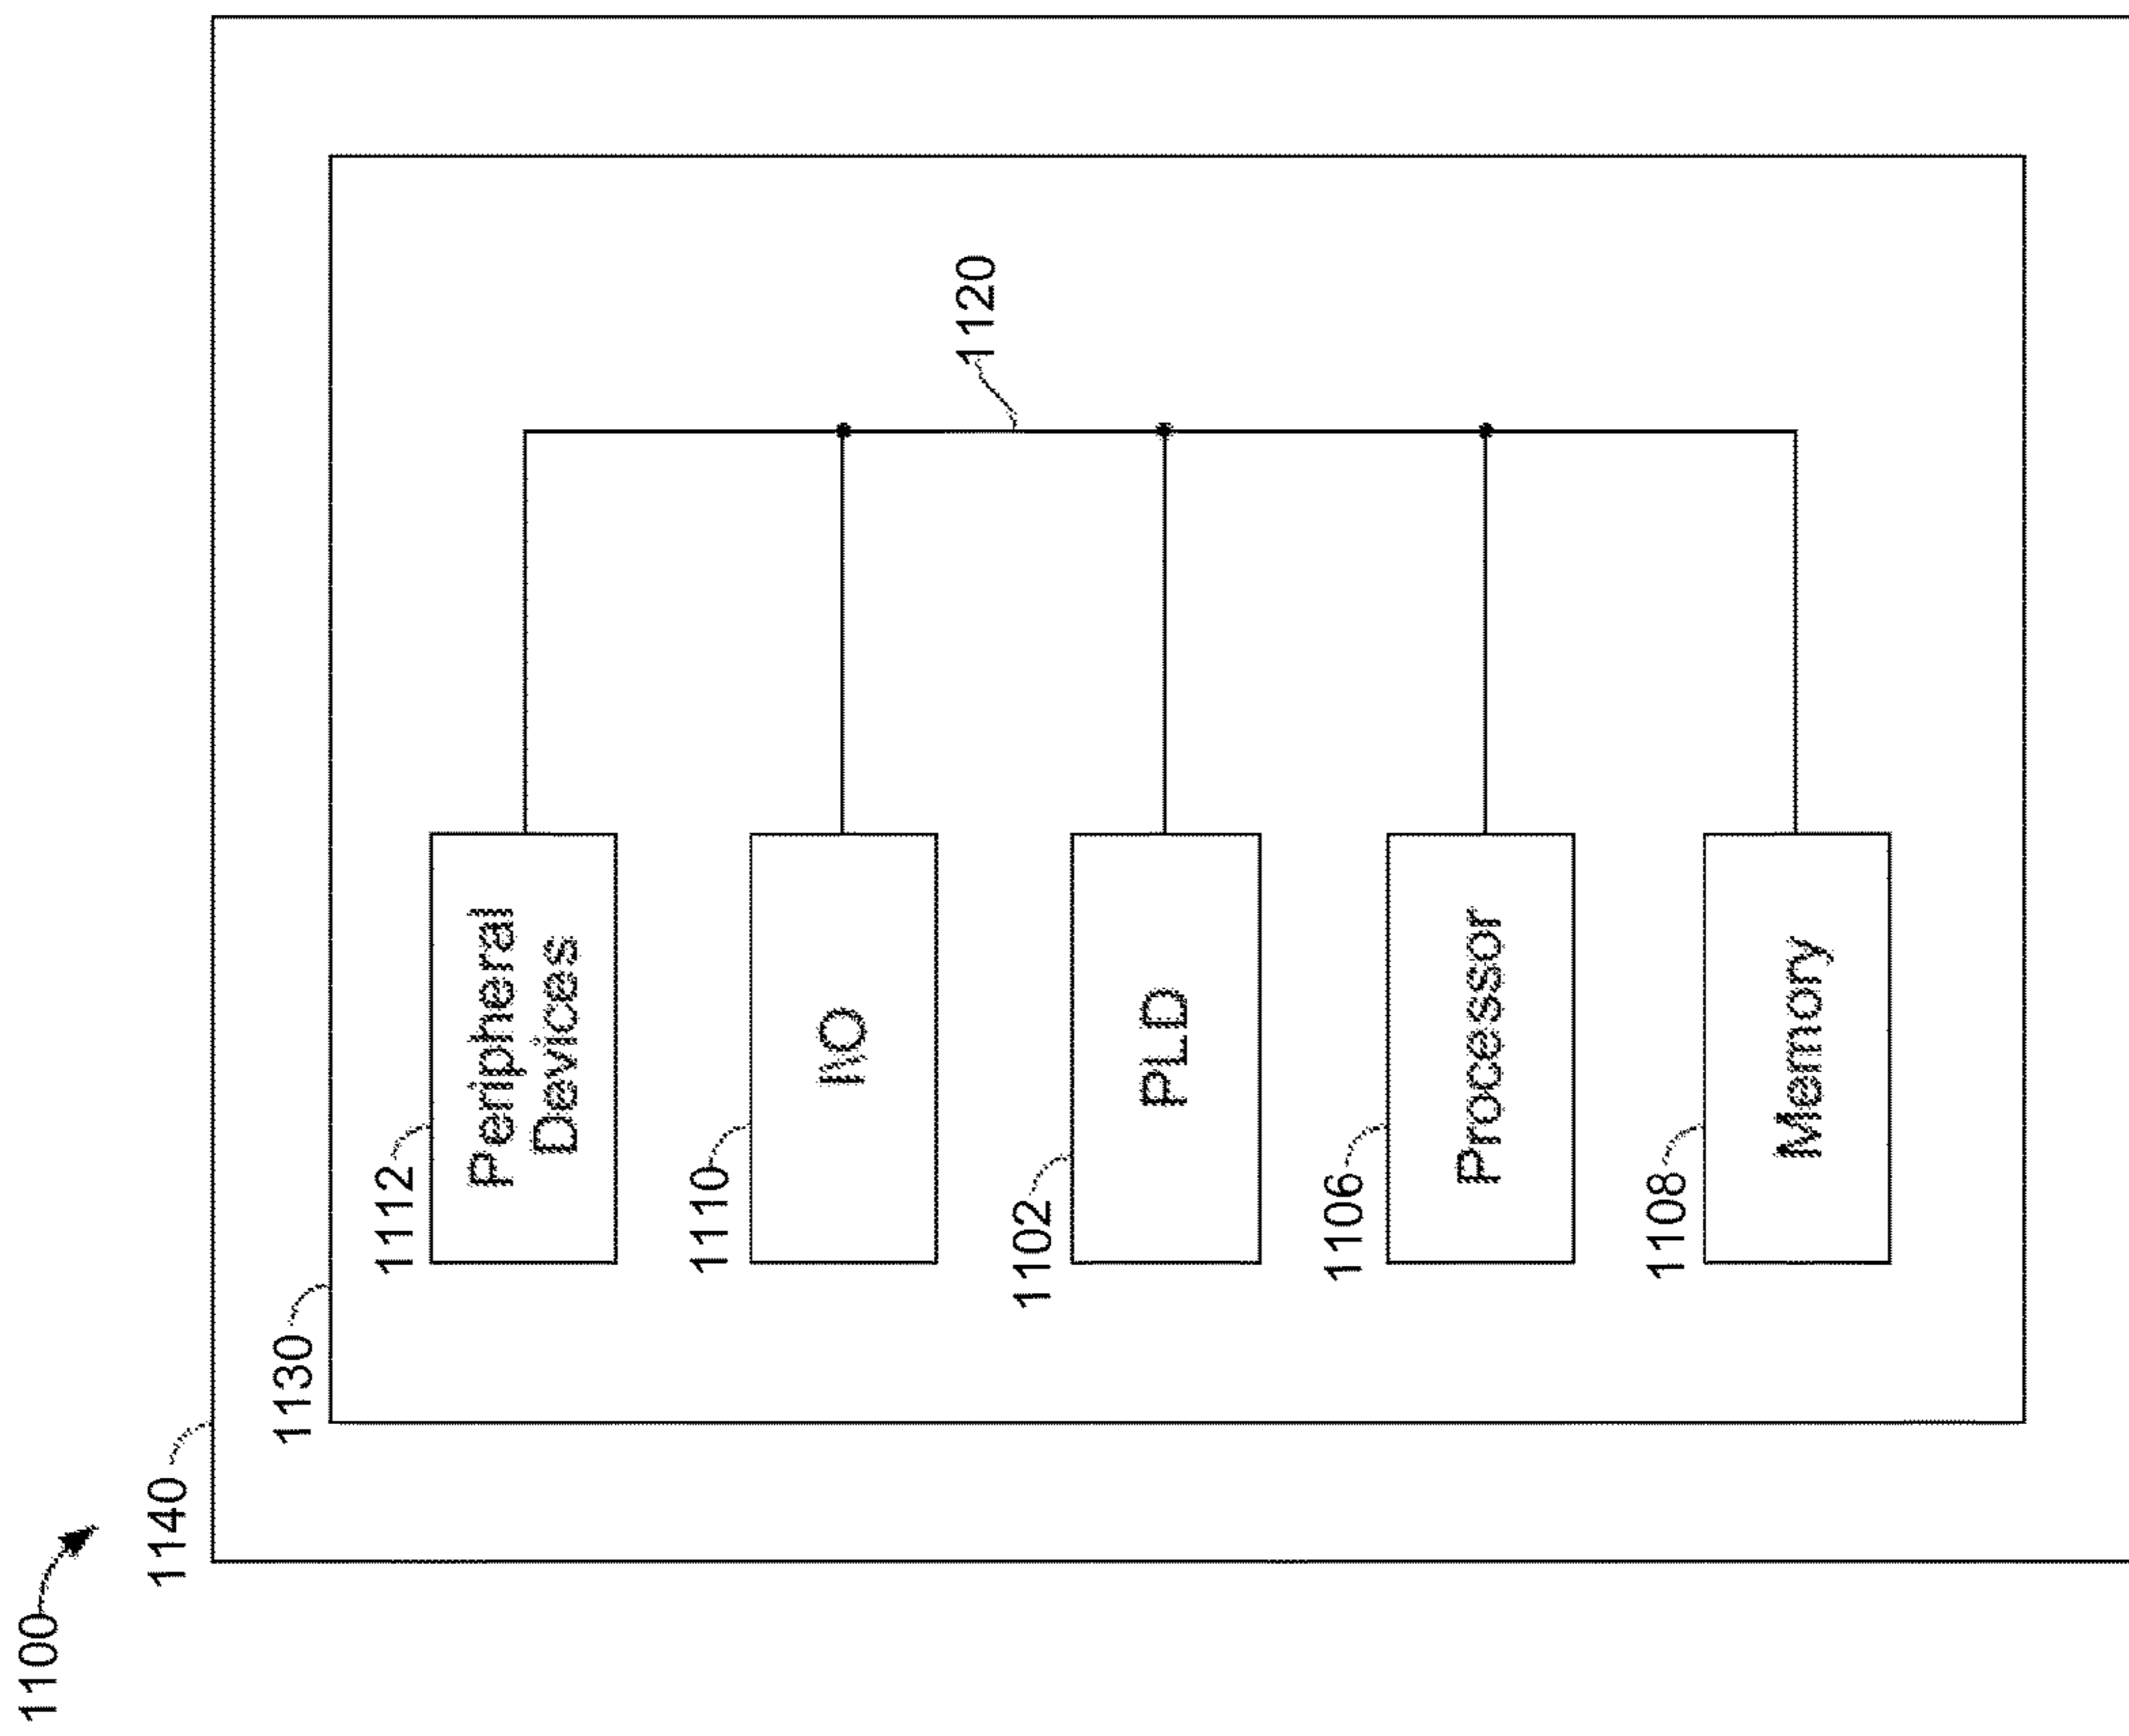 1100
1140
1130
1112
Peripheral
Devices
1110
I\O
1120
1102
PLD
1106
Processor
1108
Memory